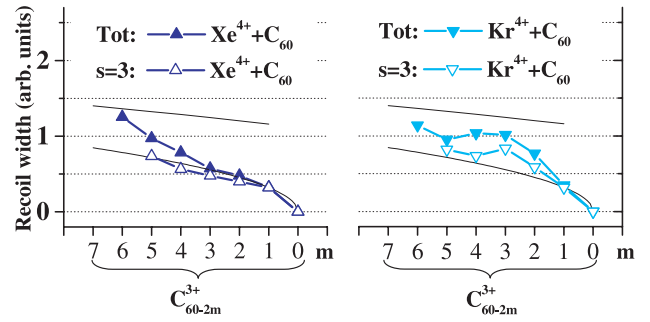 Recoil width (arb. units)
2
1
0
Tot: Xe⁴⁺+C₆₀
s=3: Xe⁴⁺+C₆₀
7 6 5 4 3 2 1 0 m
C³⁺₆₀₋₂ₘ
Tot: Kr⁴⁺+C₆₀
s=3: Kr⁴⁺+C₆₀
7 6 5 4 3 2 1 0 m
C³⁺₆₀₋₂ₘ